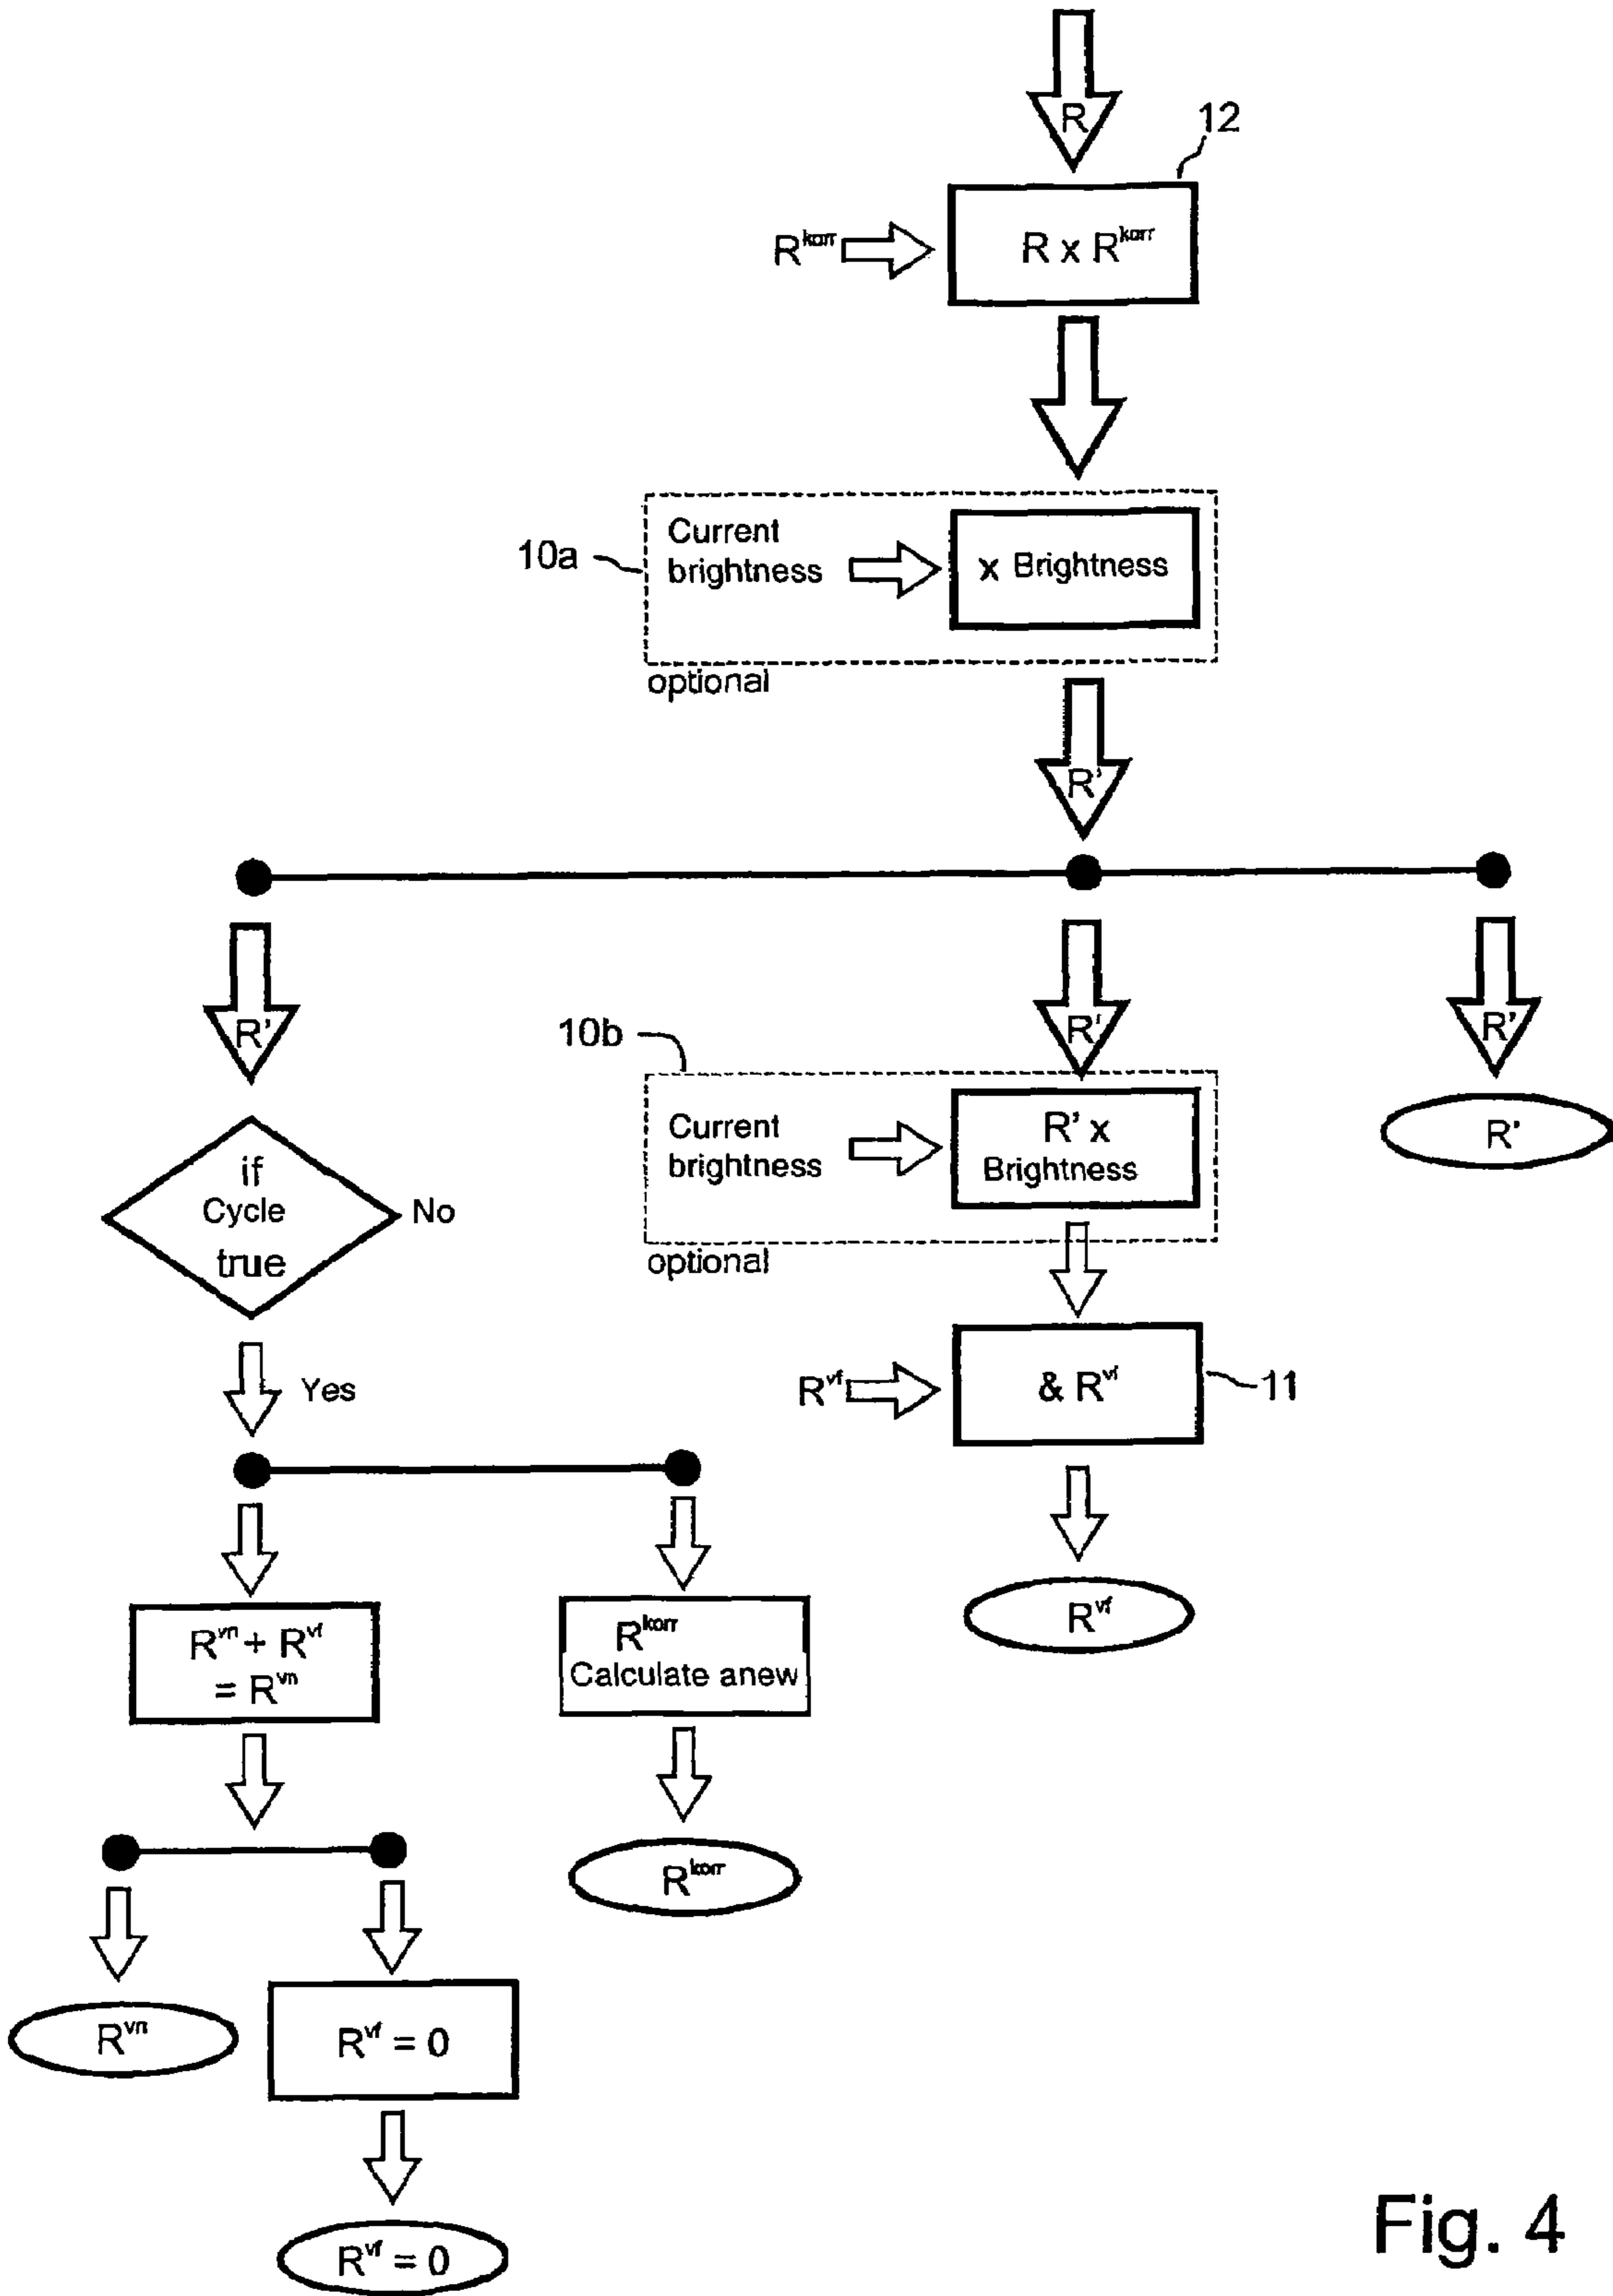 R
12
R^korr
R x R^korr
10a
Current
brightness
x Brightness
optional
R'
R'
R'
R'
10b
Current
brightness
R' x
Brightness
optional
R'
if
Cycle
true
No
Yes
R^vf
& R^vf
11
R^vf
R^vn + R^vf
= R^vn
R^korr
Calculate anew
R^korr
R^vn
R^vf = 0
R^vf = 0
Fig. 4